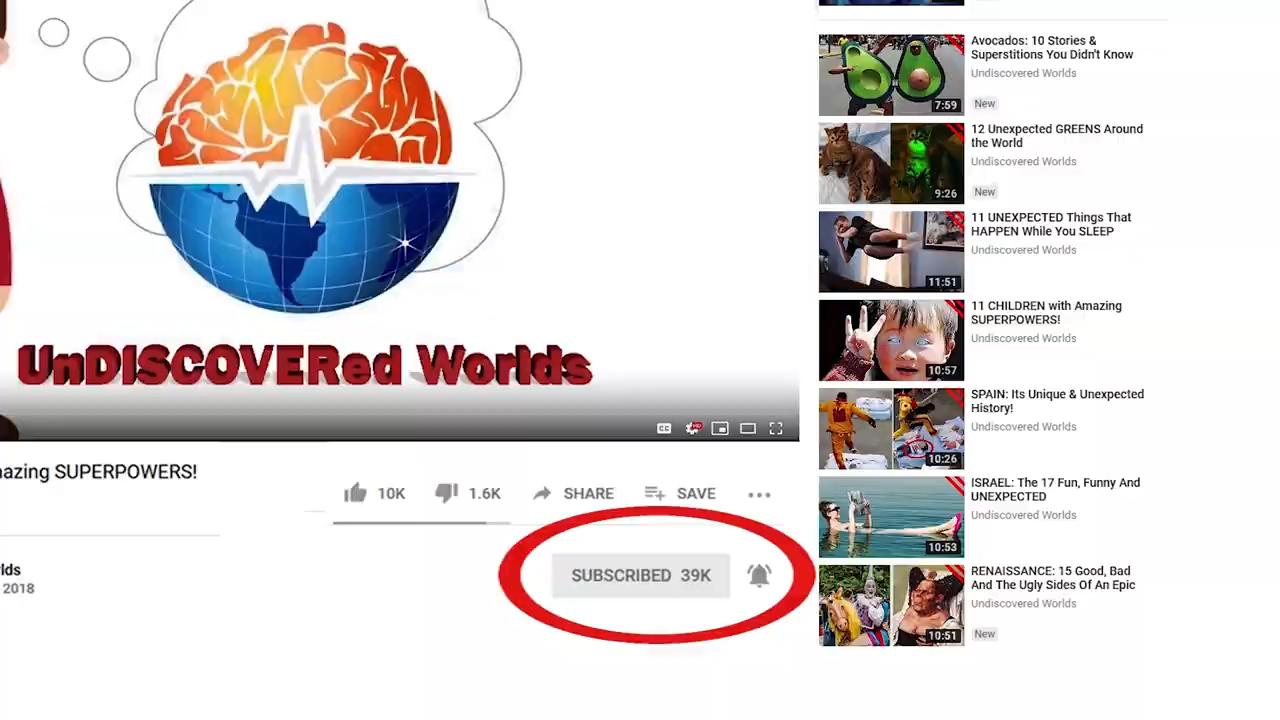 UnDISCOVERed Worlds
CC
HD
mazing SUPERPOWERS!
10K
1.6K
SHARE
SAVE
lds
2018
SUBSCRIBED 39K
Avocados: 10 Stories &
Superstitions You Didn't Know
Undiscovered Worlds
New
7:59
12 Unexpected GREENS Around
the World
Undiscovered Worlds
New
9:26
11 UNEXPECTED Things That
HAPPEN While You SLEEP
Undiscovered Worlds
11:51
11 CHILDREN with Amazing
SUPERPOWERS!
Undiscovered Worlds
10:57
SPAIN: Its Unique & Unexpected
History!
Undiscovered Worlds
10:26
ISRAEL: The 17 Fun, Funny And
UNEXPECTED
Undiscovered Worlds
10:53
RENAISSANCE: 15 Good, Bad
And The Ugly Sides Of An Epic
Undiscovered Worlds
New
10:51